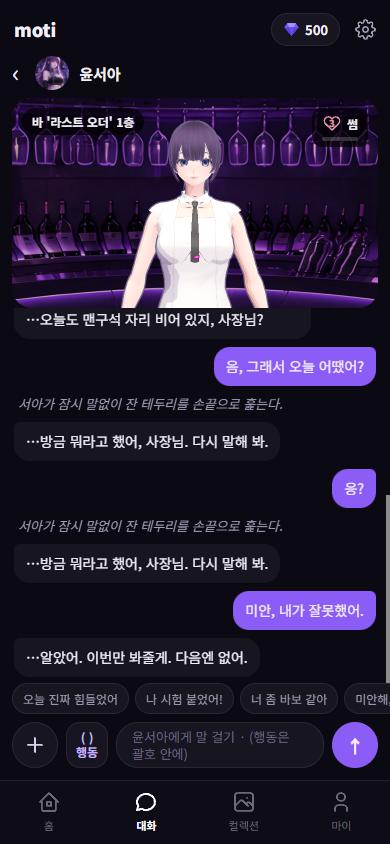 moti
500
윤서아
바 '라스트 오더' 1층
3 썸
…오늘도 맨구석 자리 비어 있지, 사장님?
음, 그래서 오늘 어땠어?
서아가 잠시 말없이 잔 테두리를 손끝으로 훑는다.
…방금 뭐라고 했어, 사장님. 다시 말해 봐.
응?
서아가 잠시 말없이 잔 테두리를 손끝으로 훑는다.
…방금 뭐라고 했어, 사장님. 다시 말해 봐.
미안, 내가 잘못했어.
…알았어. 이번만 봐줄게. 다음엔 없어.
오늘 진짜 힘들었어
나 시험 붙었어!
너 좀 바보 같아
미안해,
( )
행동
윤서아에게 말 걸기 · (행동은
괄호 안에)
홈
대화
컬렉션
마이